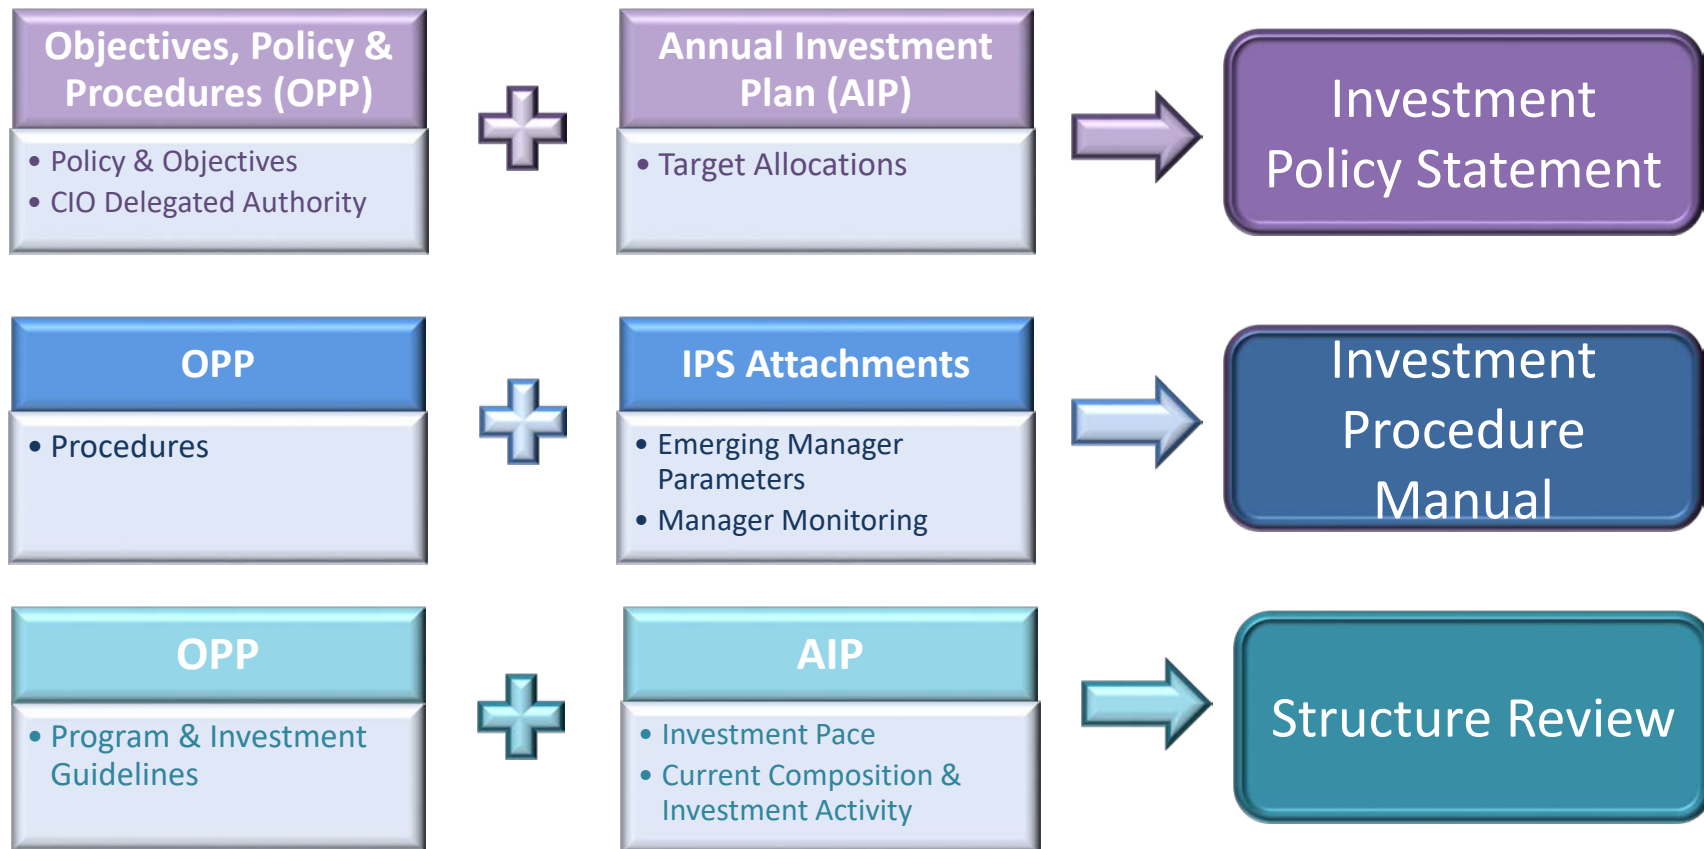 Objectives, Policy &
Procedures (OPP)
• Policy & Objectives
• CIO Delegated Authority
Annual Investment
Plan (AIP)
• Target Allocations
Investment
Policy Statement
OPP
• Procedures
IPS Attachments
• Emerging Manager
Parameters
• Manager Monitoring
Investment
Procedure
Manual
OPP
• Program & Investment
Guidelines
AIP
• Investment Pace
• Current Composition &
Investment Activity
Structure Review